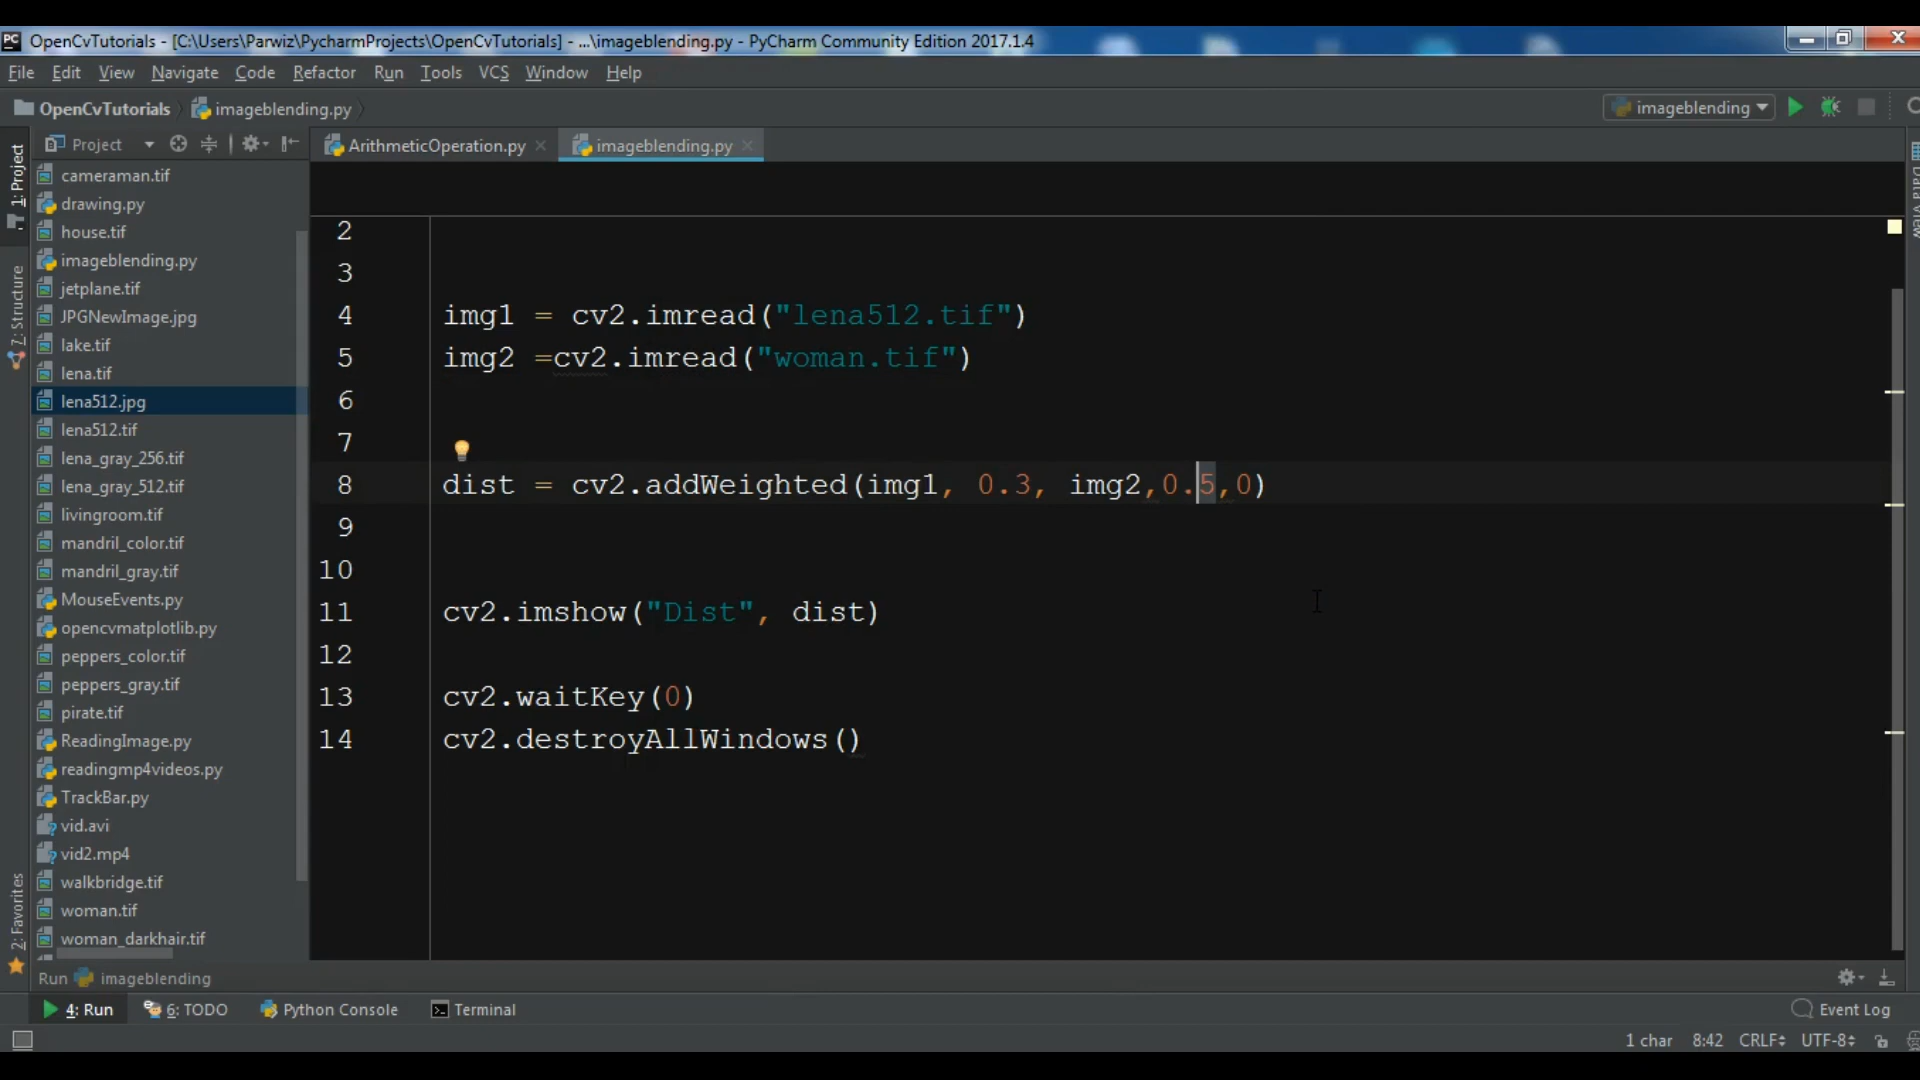 PC OpenCvTutorials - [C:\Users\Parwiz\PycharmProjects\OpenCvTutorials] - ...\imageblending.py - PyCharm Community Edition 2017.1.4
File Edit View Navigate Code Refactor Run Tools VCS Window Help
OpenCvTutorials imageblending.py imageblending
Project ArithmeticOperation.py imageblending.py
1: Project
7: Structure
2: Favorites
Data View
cameraman.tif
drawing.py
house.tif
imageblending.py
jetplane.tif
JPGNewImage.jpg
lake.tif
lena.tif
lena512.jpg
lena512.tif
lena_gray_256.tif
lena_gray_512.tif
livingroom.tif
mandril_color.tif
mandril_gray.tif
MouseEvents.py
opencvmatplotlib.py
peppers_color.tif
peppers_gray.tif
pirate.tif
ReadingImage.py
readingmp4videos.py
TrackBar.py
vid.avi
vid2.mp4
walkbridge.tif
woman.tif
woman_darkhair.tif
2
3
4 img1 = cv2.imread("lena512.tif")
5 img2 =cv2.imread("woman.tif")
6
7
8 dist = cv2.addWeighted(img1, 0.3, img2,0.5,0)
9
10
11 cv2.imshow("Dist", dist)
12
13 cv2.waitKey(0)
14 cv2.destroyAllWindows()
Run imageblending
4: Run 6: TODO Python Console Terminal Event Log
1 char 8:42 CRLF UTF-8